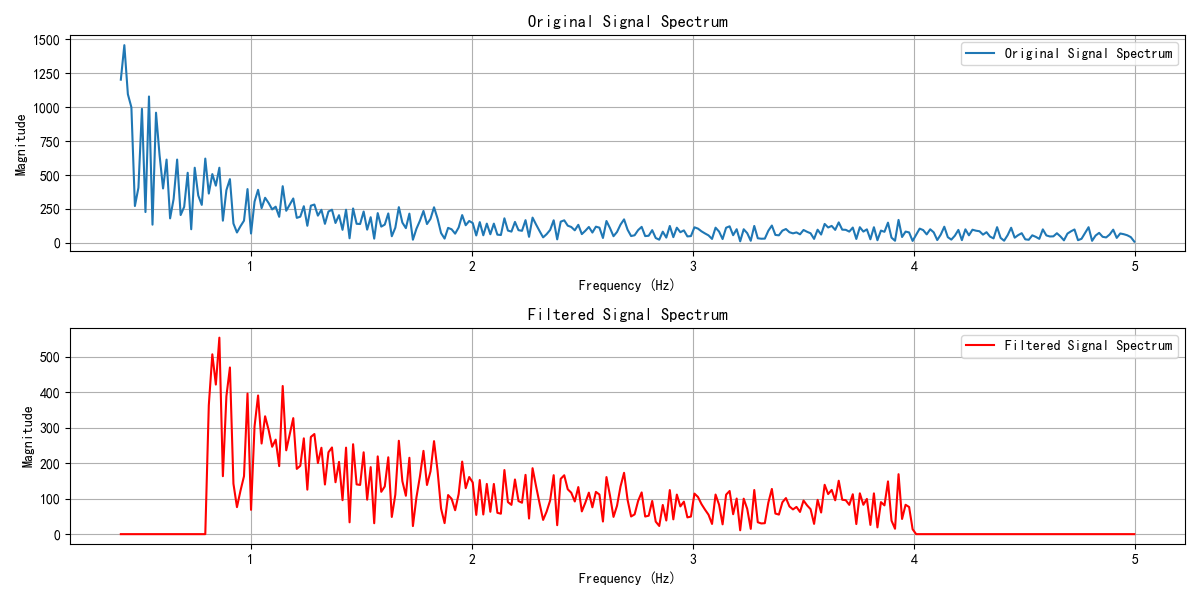 Original Signal Spectrum
1500
1250
1000
750
500
250
0
Magnitude
Original Signal Spectrum
1 2 3 4 5
Frequency (Hz)
Filtered Signal Spectrum
500
400
300
200
100
0
Magnitude
Filtered Signal Spectrum
1 2 3 4 5
Frequency (Hz)